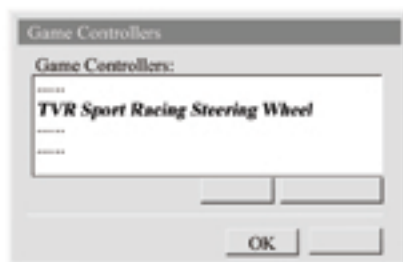 Game Controllers
Game Controllers:
-----
TVR Sport Racing Steering Wheel
-----
-----
OK